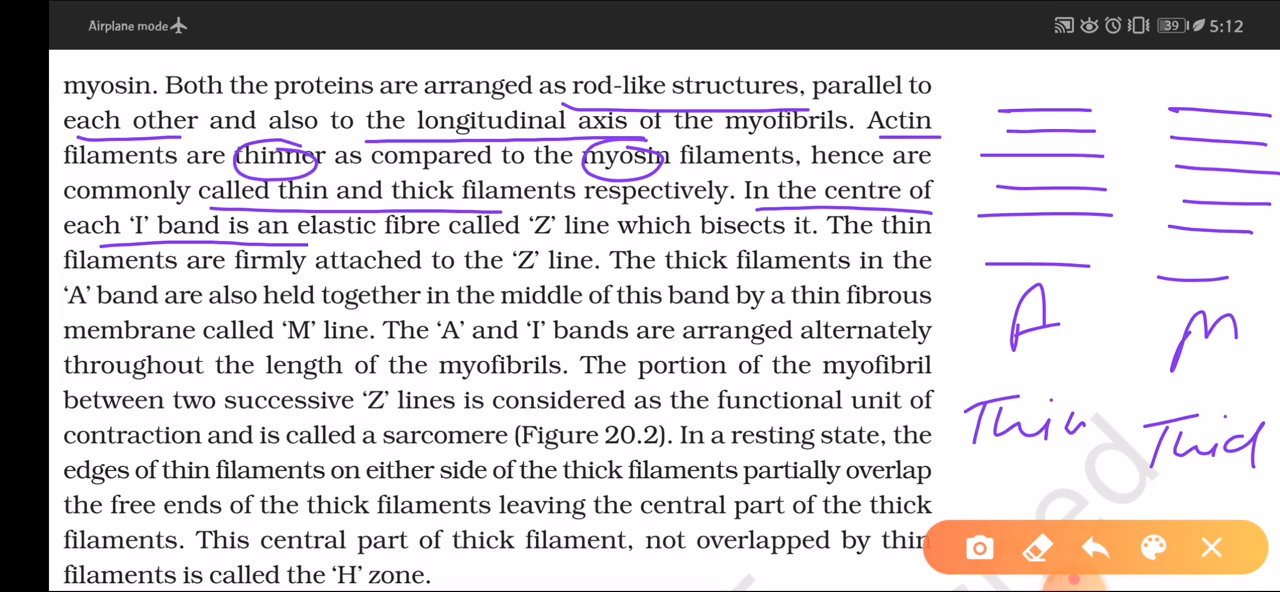 Airplane mode 39 5:12
myosin. Both the proteins are arranged as rod-like structures, parallel to
each other and also to the longitudinal axis of the myofibrils. Actin
filaments are thinner as compared to the myosin filaments, hence are
commonly called thin and thick filaments respectively. In the centre of
each ‘I’ band is an elastic fibre called ‘Z’ line which bisects it. The thin
filaments are firmly attached to the ‘Z’ line. The thick filaments in the
‘A’ band are also held together in the middle of this band by a thin fibrous
membrane called ‘M’ line. The ‘A’ and ‘I’ bands are arranged alternately
throughout the length of the myofibrils. The portion of the myofibril
between two successive ‘Z’ lines is considered as the functional unit of
contraction and is called a sarcomere (Figure 20.2). In a resting state, the
edges of thin filaments on either side of the thick filaments partially overlap
the free ends of the thick filaments leaving the central part of the thick
filaments. This central part of thick filament, not overlapped by thin
filaments is called the ‘H’ zone.
A M
Thin Thid